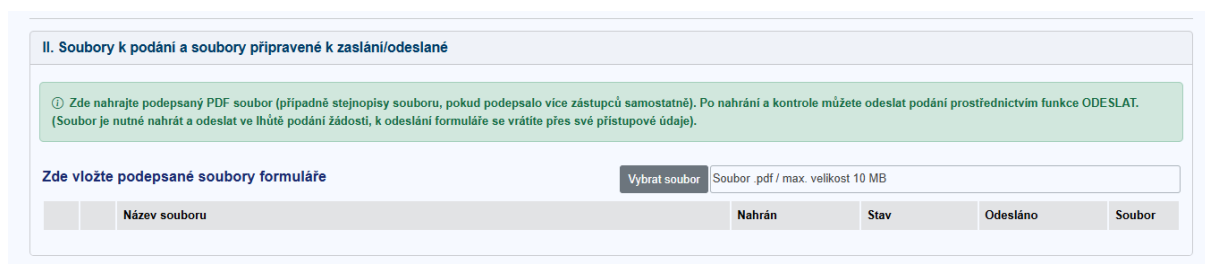 II. Soubory k podání a soubory připravené k zaslání/odeslané
Zde nahrajte podepsaný PDF soubor (případně stejnopisy souboru, pokud podepsalo více zástupců samostatně). Po nahrání a kontrole můžete odeslat podání prostřednictvím funkce ODESLAT.
(Soubor je nutné nahrát a odeslat ve lhůtě podání žádosti, k odeslání formuláře se vrátíte přes své přístupové údaje).
Zde vložte podepsané soubory formuláře Vybrat soubor Soubor .pdf / max. velikost 10 MB
Název souboru Nahrán Stav Odesláno Soubor